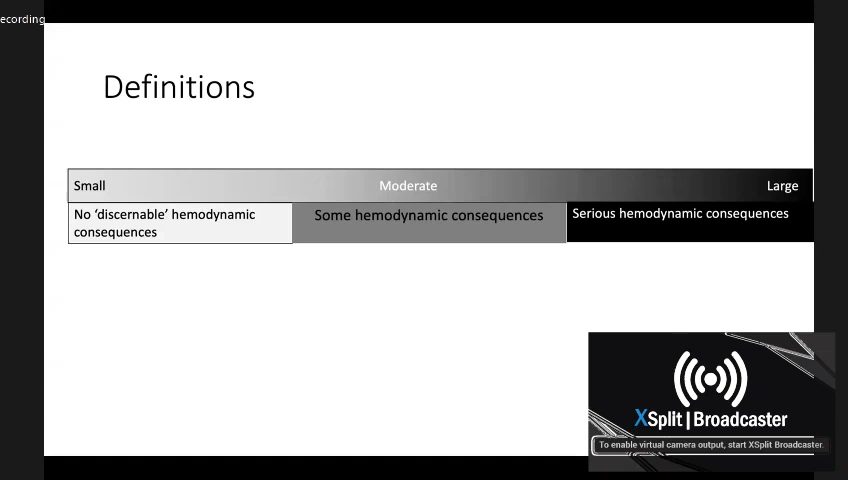 ecording
Definitions
Small
Moderate
Large
No ‘discernable’ hemodynamic
consequences
Some hemodynamic consequences
Serious hemodynamic consequences
XSplit | Broadcaster
To enable virtual camera output, start XSplit Broadcaster.